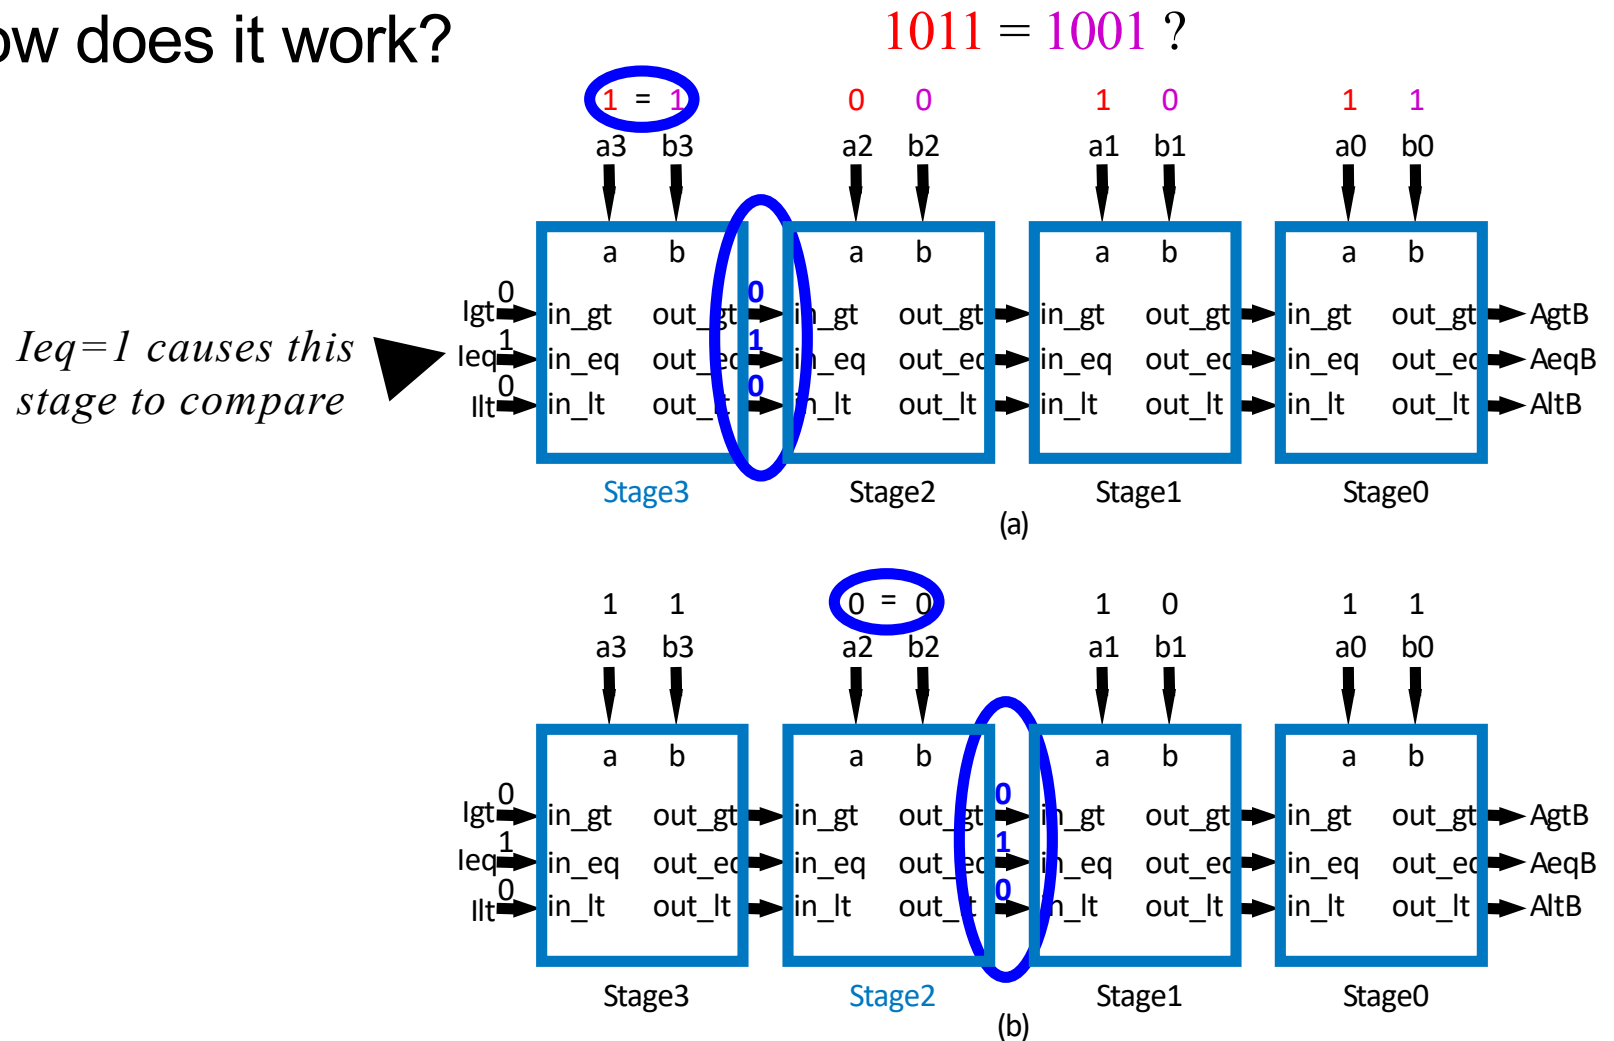 ow does it work?
1011 = 1001 ?
1 = 1 0 0 1 0 1 1
a3 b3 a2 b2 a1 b1 a0 b0
a b a b a b a b
0 0
Igt in_gt out_gt in_gt out_gt in_gt out_gt in_gt out_gt AgtB
Ieq=1 causes this
stage to compare
1 1
Ieq in_eq out_eq in_eq out_eq in_eq out_eq in_eq out_eq AeqB
0 0
Ilt in_lt out_lt in_lt out_lt in_lt out_lt in_lt out_lt AltB
Stage3 Stage2 Stage1 Stage0
(a)
1 1 0 = 0 1 0 1 1
a3 b3 a2 b2 a1 b1 a0 b0
a b a b a b a b
0 0
Igt in_gt out_gt in_gt out_gt in_gt out_gt in_gt out_gt AgtB
1 1
Ieq in_eq out_eq in_eq out_eq in_eq out_eq in_eq out_eq AeqB
0 0
Ilt in_lt out_lt in_lt out_lt in_lt out_lt in_lt out_lt AltB
Stage3 Stage2 Stage1 Stage0
(b)